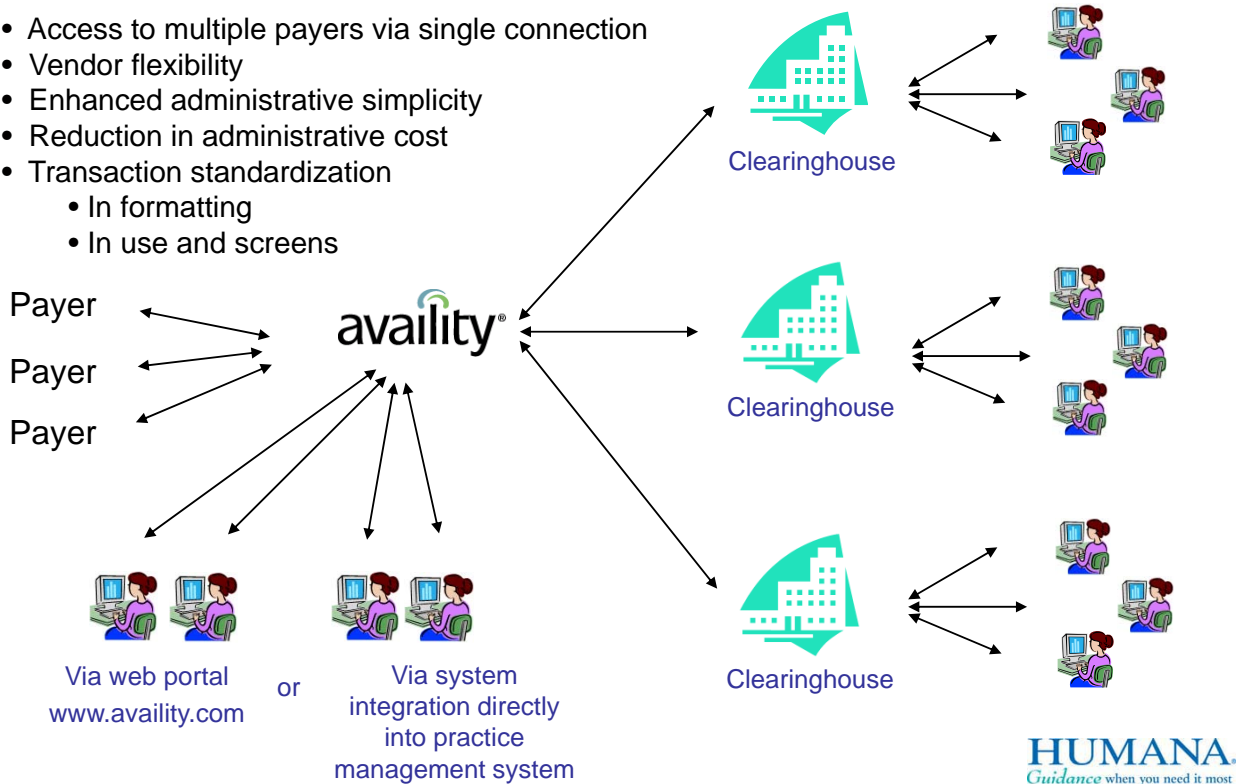 • Access to multiple payers via single connection
• Vendor flexibility
• Enhanced administrative simplicity
• Reduction in administrative cost
• Transaction standardization
• In formatting
• In use and screens
Payer
Payer
Payer
availity®
Clearinghouse
Clearinghouse
Clearinghouse
Via web portal
www.availity.com
or
Via system
integration directly
into practice
management system
HUMANA®
Guidance when you need it most